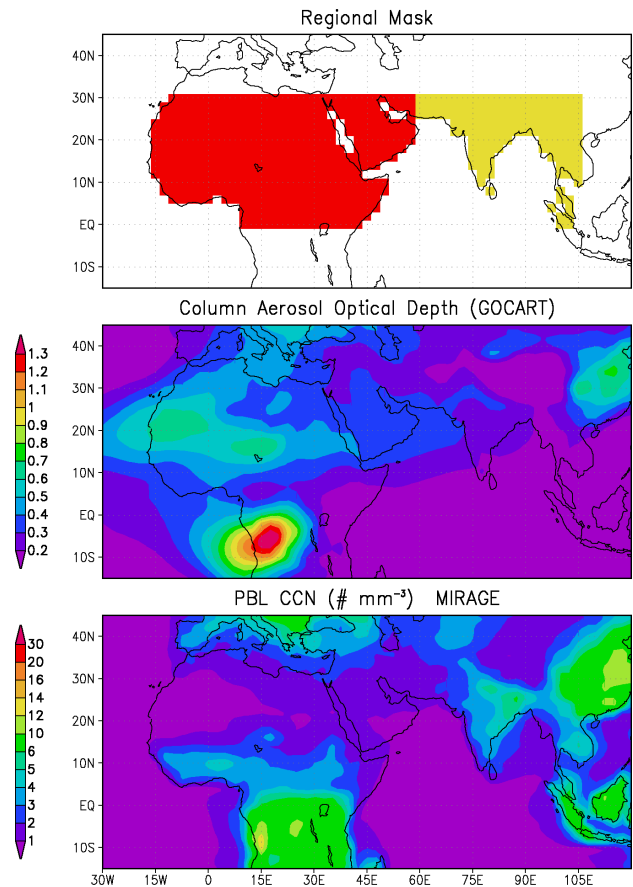 Regional Mask
40N
30N
20N
10N
EQ
10S
Column Aerosol Optical Depth (GOCART)
1.3
1.2
1.1
1
0.9
0.8
0.7
0.6
0.5
0.4
0.3
0.2
40N
30N
20N
10N
EQ
10S
PBL CCN (# mm⁻³) MIRAGE
30
20
16
14
12
10
6
5
4
3
2
1
40N
30N
20N
10N
EQ
10S
30W 15W 0 15E 30E 45E 60E 75E 90E 105E